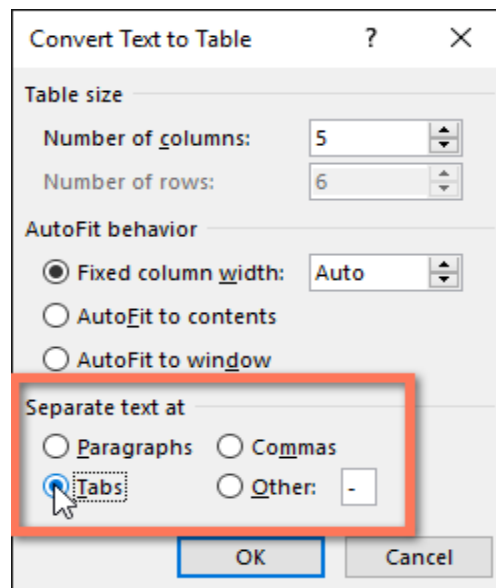 Convert Text to Table ?
Table size
Number of columns: 5
Number of rows: 6
AutoFit behavior
Fixed column width: Auto
AutoFit to contents
AutoFit to window
Separate text at
Paragraphs Commas
Tabs Other: -
OK Cancel